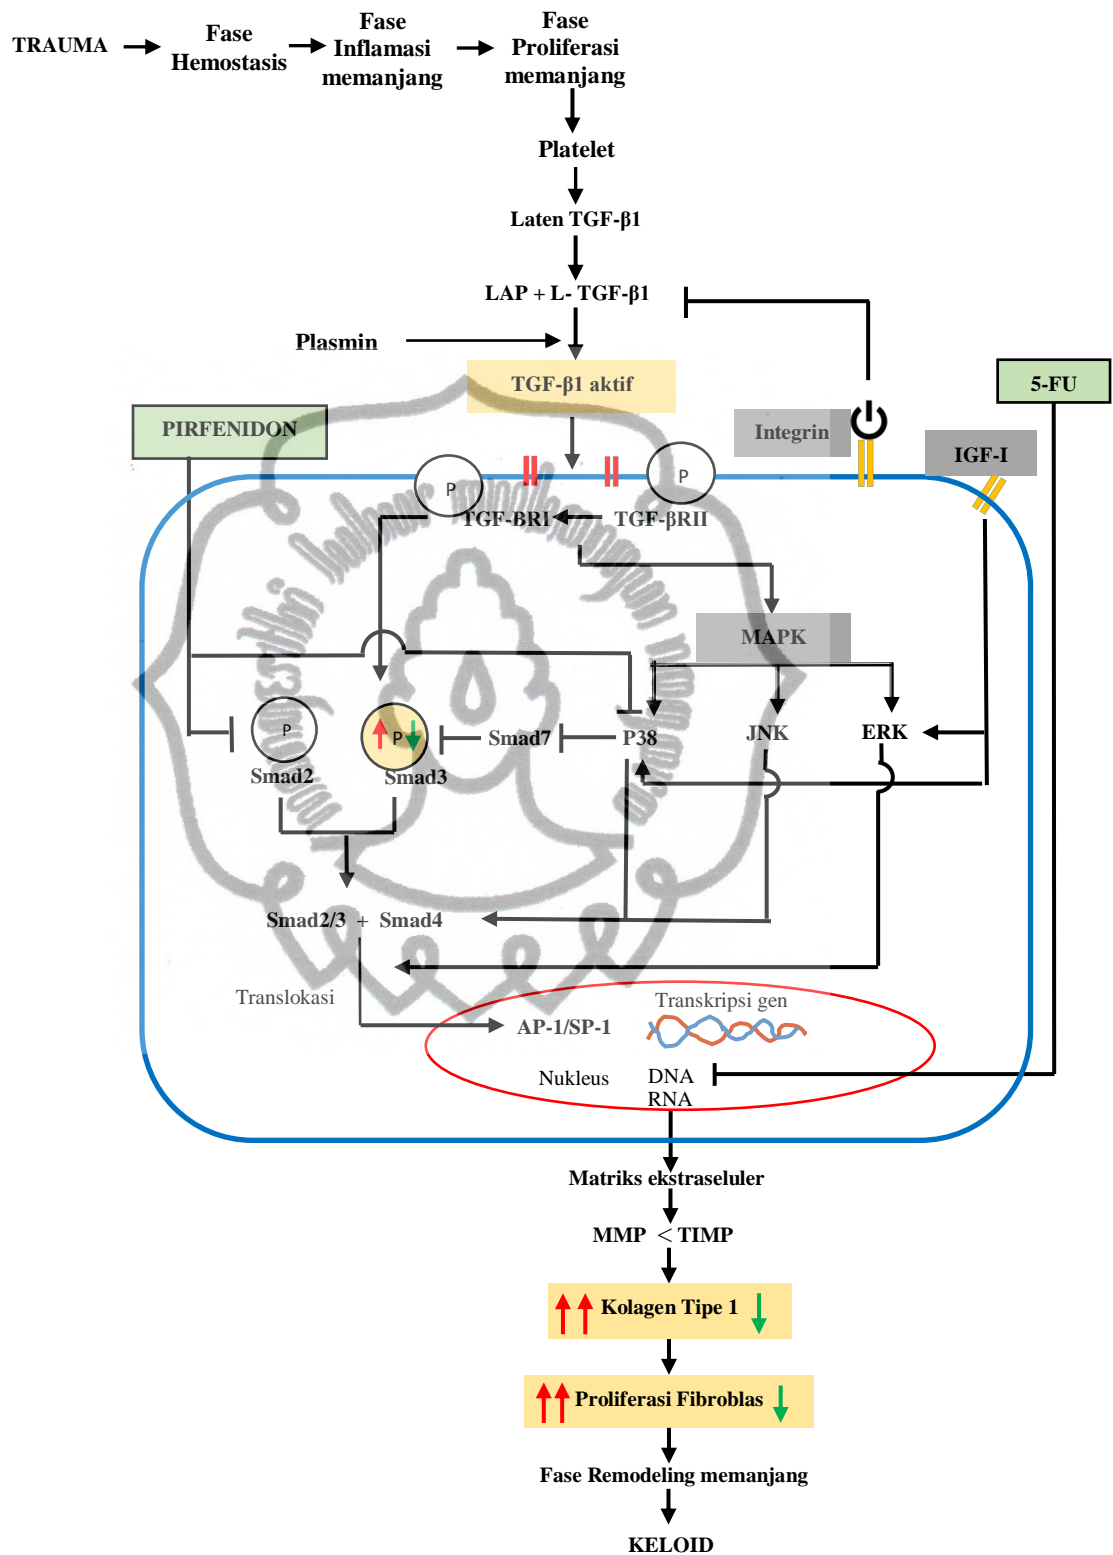 TRAUMA
Fase
Hemostasis
Fase
Inflamasi
memanjang
Fase
Proliferasi
memanjang
Platelet
Laten TGF-β1
LAP + L- TGF-β1
Plasmin
TGF-β1 aktif
5-FU
PIRFENIDON
Integrin
IGF-I
P
P
TGF-BRI
TGF-βRII
MAPK
P
P
Smad7
P38
JNK
ERK
Smad2
Smad3
Smad2/3 + Smad4
Translokasi
Transkripsi gen
AP-1/SP-1
Nukleus
DNA
RNA
Matriks ekstraseluler
MMP < TIMP
Kolagen Tipe 1
Proliferasi Fibroblas
Fase Remodeling memanjang
KELOID